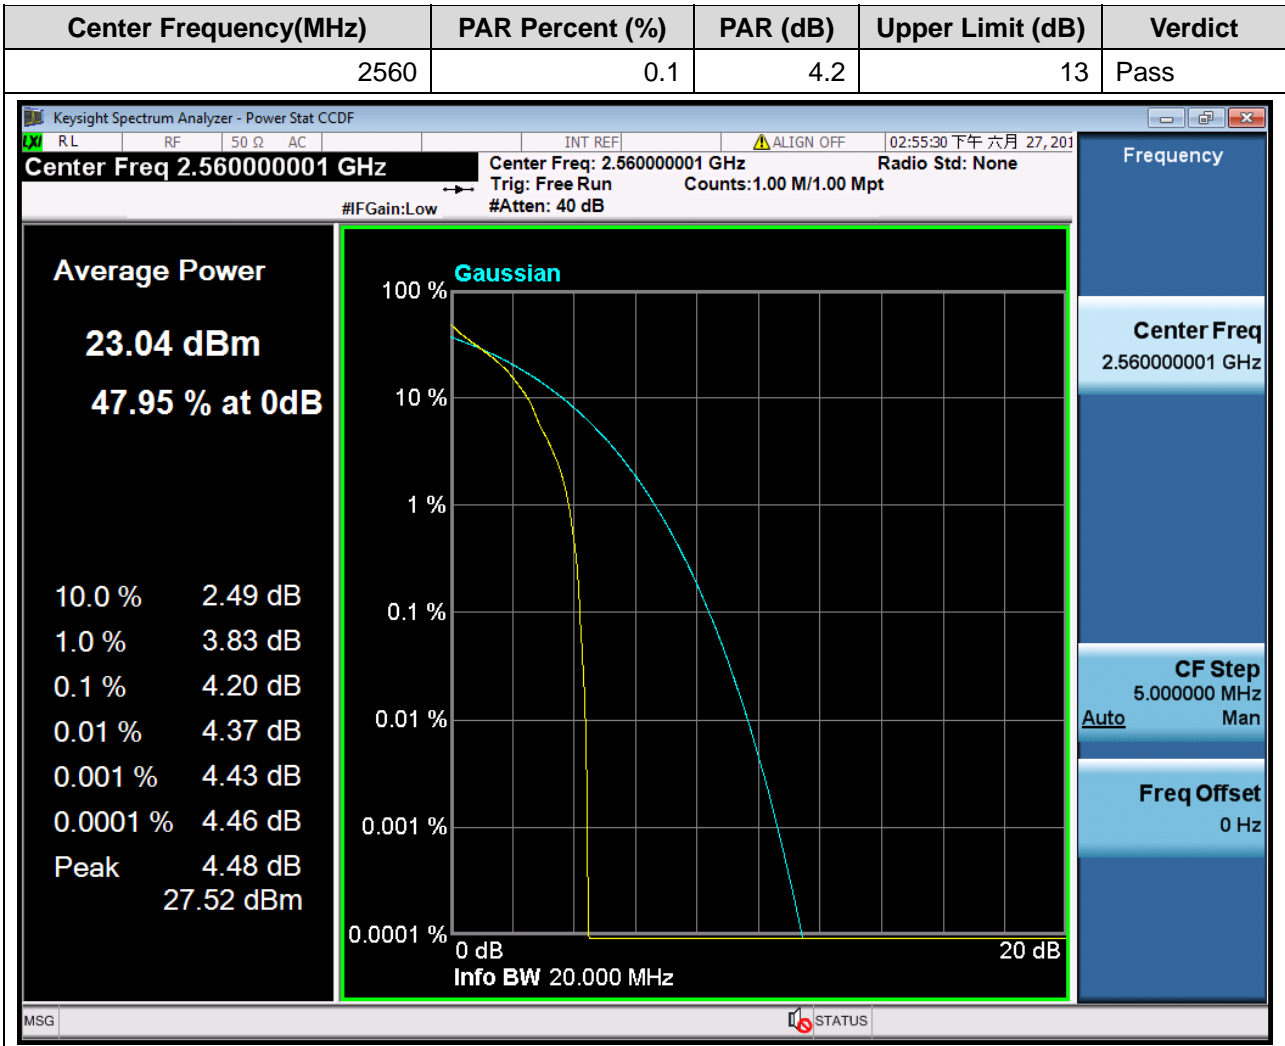 Center Frequency(MHz) PAR Percent (%) PAR (dB) Upper Limit (dB) Verdict
2560 0.1 4.2 13 Pass
Keysight Spectrum Analyzer - Power Stat CCDF
LXI RL RF 50 Ω AC INT REF ALIGN OFF 02:55:30 下午 六月 27, 201
Center Freq 2.560000001 GHz
Center Freq: 2.560000001 GHz Radio Std: None
Trig: Free Run Counts:1.00 M/1.00 Mpt
#IFGain:Low #Atten: 40 dB
Average Power
23.04 dBm
47.95 % at 0dB
10.0 % 2.49 dB
1.0 % 3.83 dB
0.1 % 4.20 dB
0.01 % 4.37 dB
0.001 % 4.43 dB
0.0001 % 4.46 dB
Peak 4.48 dB
27.52 dBm
Gaussian
100 %
10 %
1 %
0.1 %
0.01 %
0.001 %
0.0001 %
0 dB 20 dB
Info BW 20.000 MHz
Frequency
Center Freq
2.560000001 GHz
CF Step
5.000000 MHz
Auto Man
Freq Offset
0 Hz
MSG STATUS